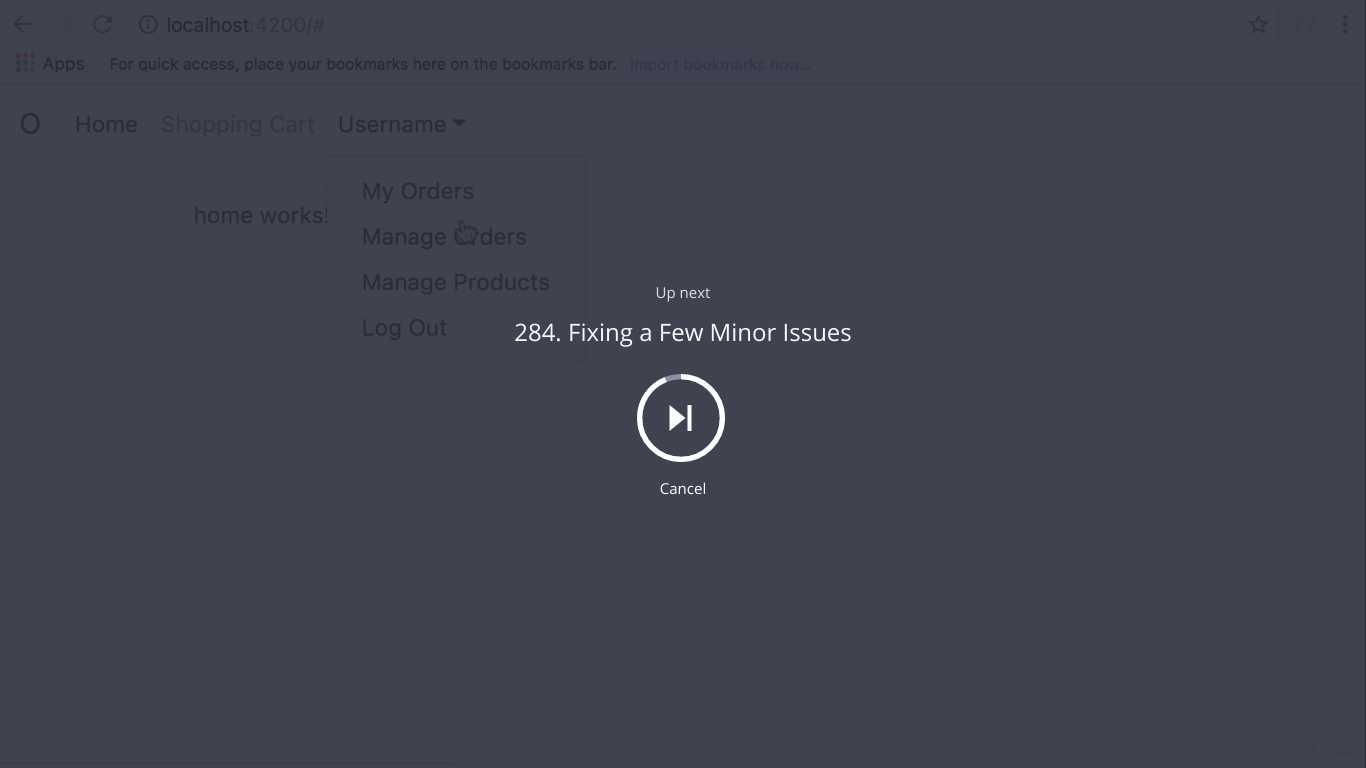 localhost:4200/#
Apps For quick access, place your bookmarks here on the bookmarks bar. Import bookmarks now...
O Home Shopping Cart Username
My Orders
home works!
Manage Orders
Manage Products
Log Out
Up next
284. Fixing a Few Minor Issues
Cancel